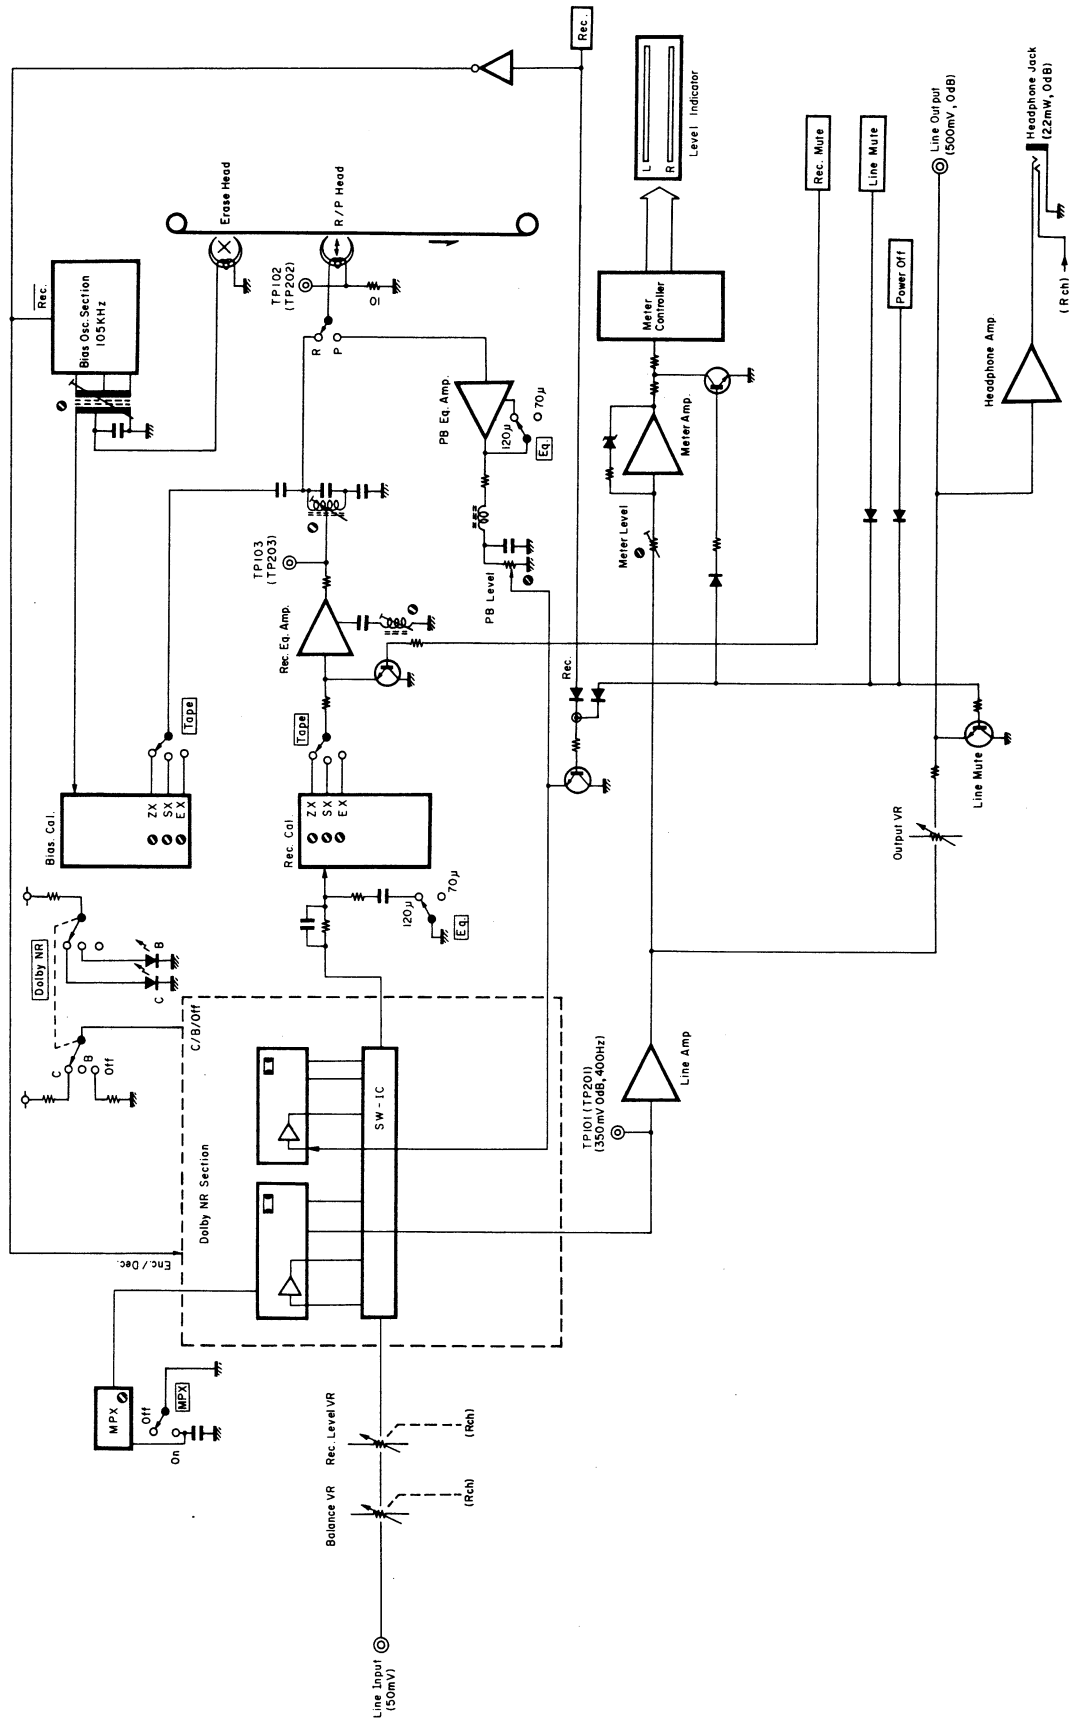 Line Input
(50mV)
Balance VR
(Rch)
Rec. Level VR
(Rch)
MPX
Off
On
MPX
Enc./Dec.
Dolby NR Section
SW-IC
C/B/Off
C
B
Off
Dolby NR
C
B
Bias. Cal.
ZX
SX
EX
Tape
Rec. Cal.
ZX
SX
EX
Tape
120μ
70μ
Eq.
Rec. Eq. Amp.
TP103
(TP203)
Bias Osc. Section
105KHz
Rec.
Erase Head
R/P Head
TP102
(TP202)
10
R
P
PB Eq. Amp.
120μ
70μ
Eq.
PB Level
Rec.
Rec.
TP101 (TP201)
(350mV 0dB, 400Hz)
Line Amp
Meter Level
Meter Amp.
Meter
Controller
L
R
Level Indicator
Rec. Mute
Line Mute
Power Off
Output VR
Line Mute
Line Output
(500mV, 0dB)
Headphone Amp
Headphone Jack
(2.2mW, 0dB)
(Rch)